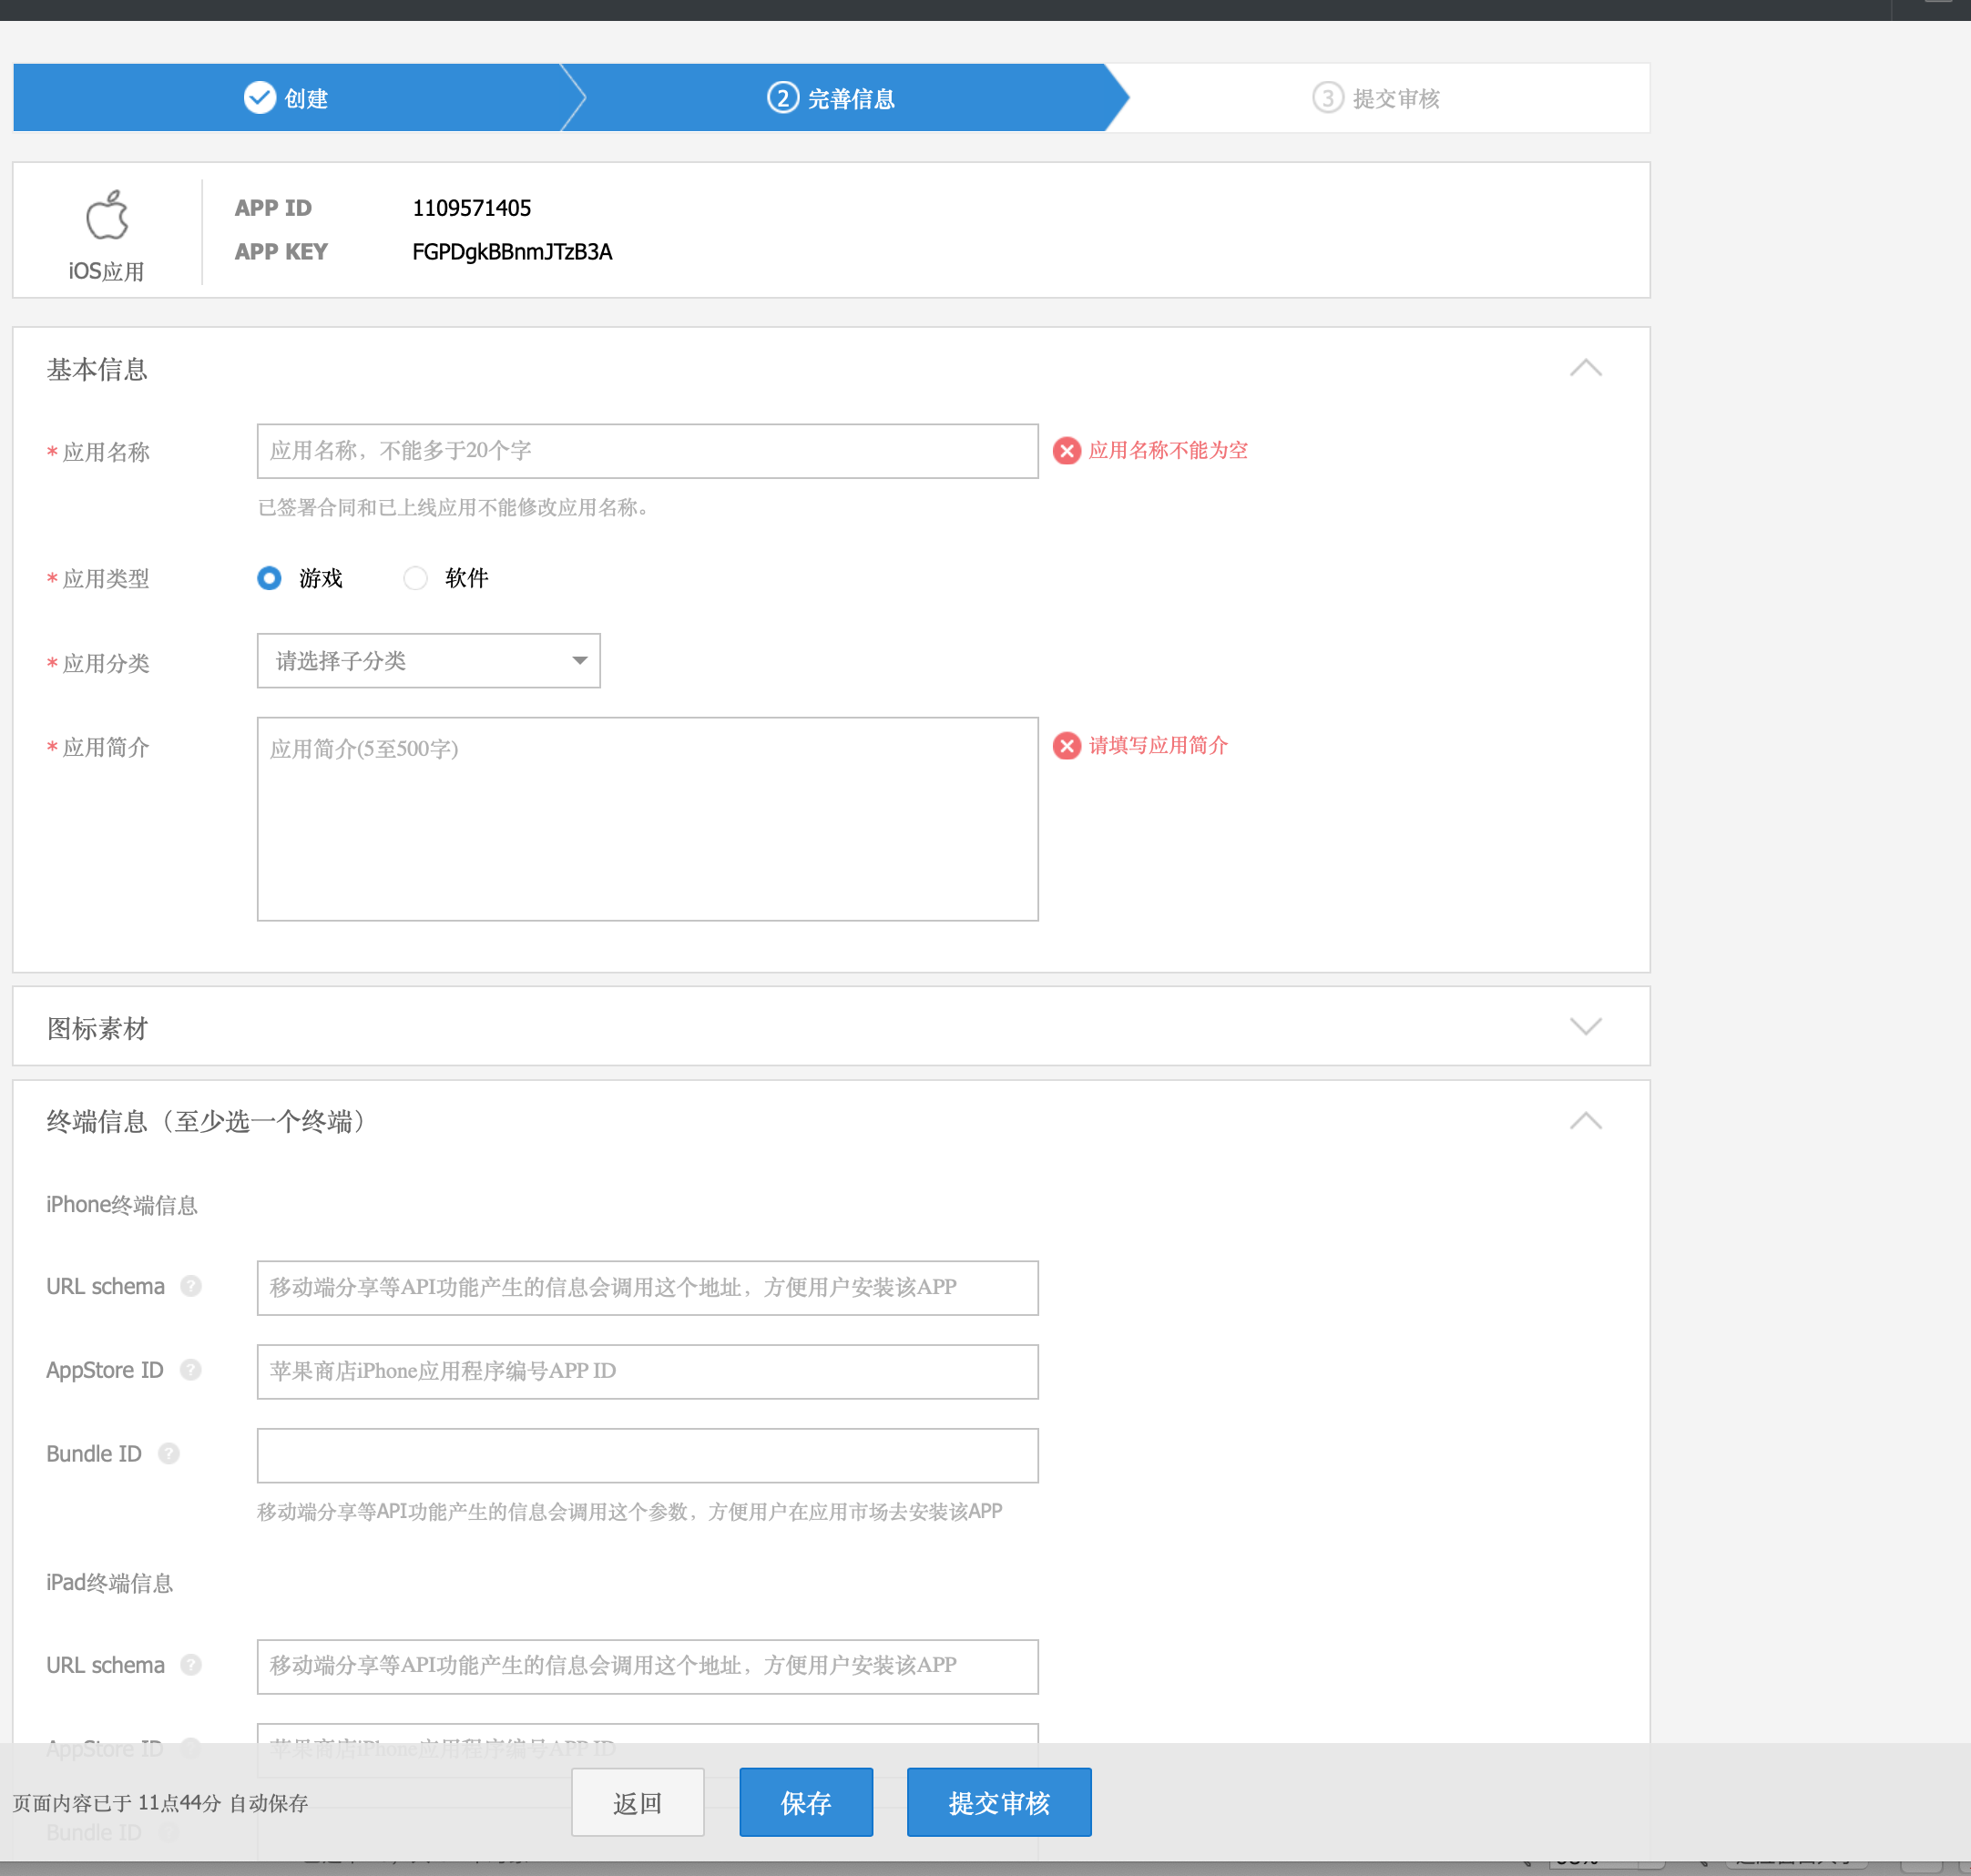 创建
2 完善信息
3 提交审核
iOS应用
APP ID 1109571405
APP KEY FGPDgkBBnmJTzB3A
基本信息
*应用名称 应用名称，不能多于20个字 应用名称不能为空
已签署合同和已上线应用不能修改应用名称。
*应用类型 游戏 软件
*应用分类 请选择子分类
*应用简介 应用简介(5至500字) 请填写应用简介
图标素材
终端信息（至少选一个终端）
iPhone终端信息
URL schema ? 移动端分享等API功能产生的信息会调用这个地址，方便用户安装该APP
AppStore ID ? 苹果商店iPhone应用程序编号APP ID
Bundle ID ?
移动端分享等API功能产生的信息会调用这个参数，方便用户在应用市场去安装该APP
iPad终端信息
URL schema ? 移动端分享等API功能产生的信息会调用这个地址，方便用户安装该APP
AppStore ID ? 苹果商店iPhone应用程序编号APP ID
页面内容已于 11点44分 自动保存 返回 保存 提交审核
Bundle ID